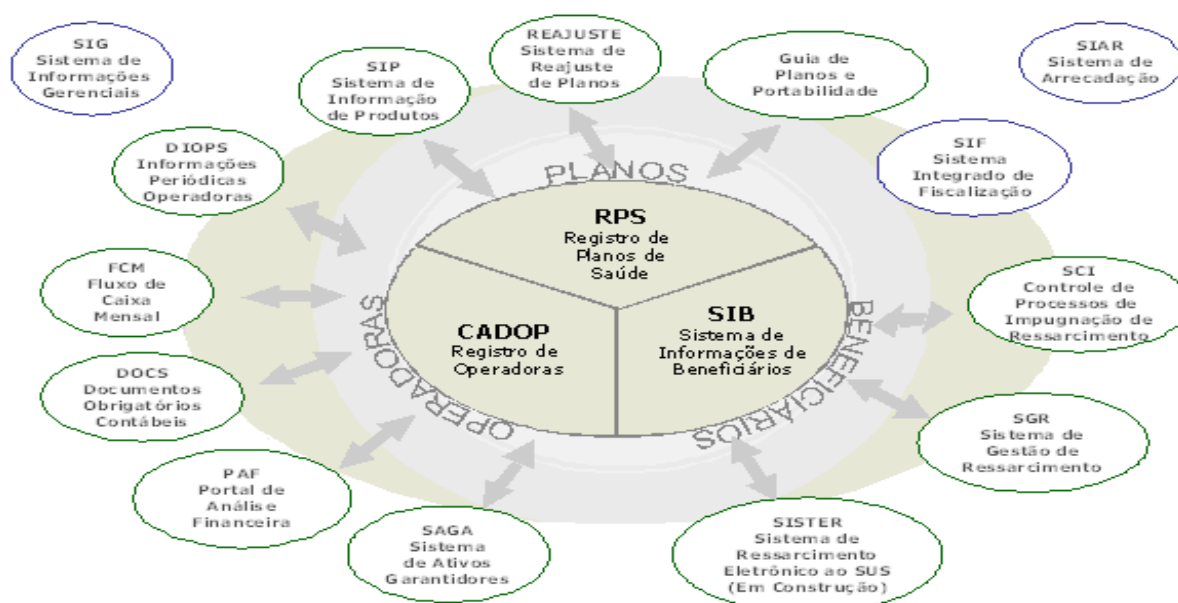 SIG
Sistema de
Informações
Gerenciais
SIP
Sistema de
Informação
de Produtos
REAJUSTE
Sistema de
Reajuste
de Planos
Guia de
Planos e
Portabilidade
SIAR
Sistema de
Arrecadação
DIOPS
Informações
Periódicas
Operadoras
SIF
Sistema
Integrado de
Fiscalização
PLANOS
RPS
Registro de
Planos de
Saúde
FCM
Fluxo de
Caixa
Mensal
OPERADORAS
CADOP
Registro de
Operadoras
SIB
Sistema de
Informações de
Beneficiários
BENEFICIÁRIOS
SCI
Controle de
Processos de
Impugnação de
Ressarcimento
DOCS
Documentos
Obrigatórios
Contábeis
SGR
Sistema de
Gestão de
Ressarcimento
PAF
Portal de
Análise
Financeira
SAGA
Sistema
de Ativos
Garantidores
SISTER
Sistema de
Ressarcimento
Eletrônico ao SUS
(Em Construção)